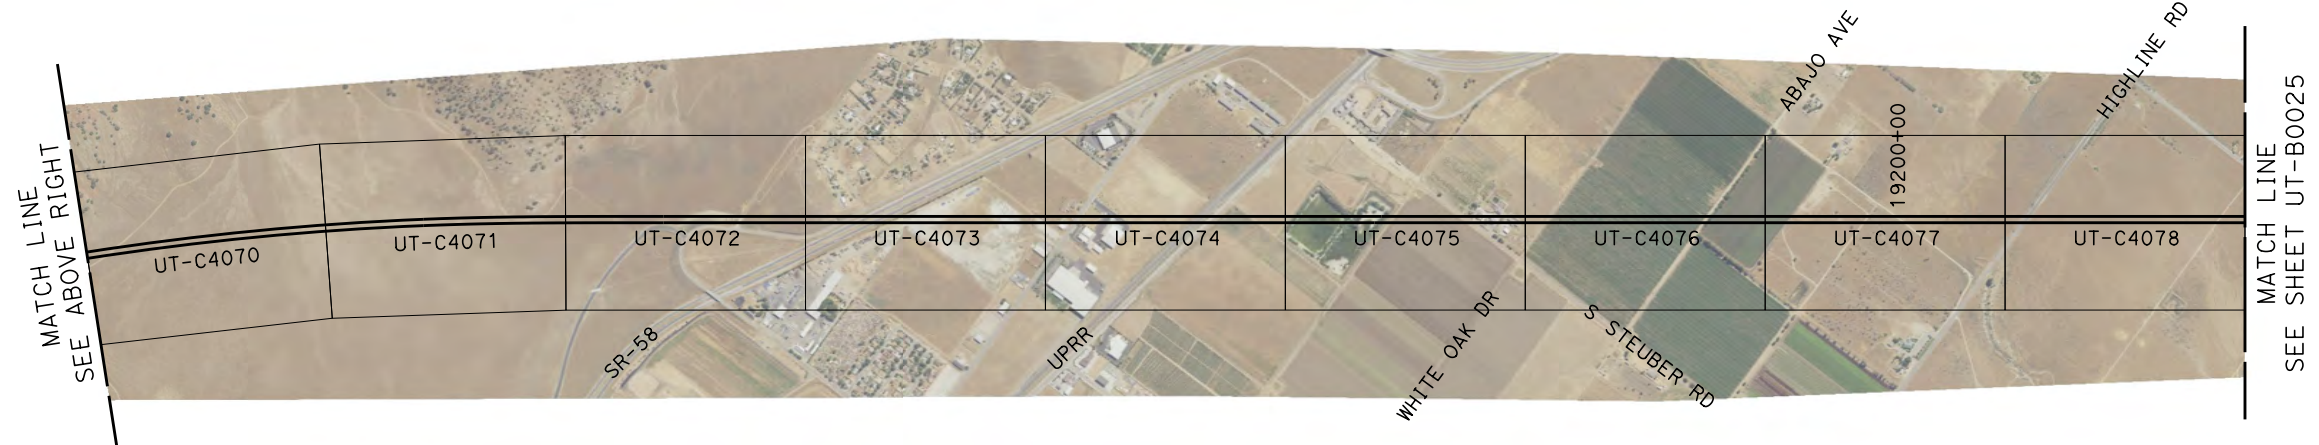 MATCH LINE
SEE ABOVE RIGHT
UT-C4070
UT-C4071
UT-C4072
UT-C4073
UT-C4074
UT-C4075
UT-C4076
UT-C4077
UT-C4078
SR-58
UPRR
WHITE OAK DR
S STEUBER RD
ABAJO AVE
19200+00
HIGHLINE RD
MATCH LINE
SEE SHEET UT-B0025